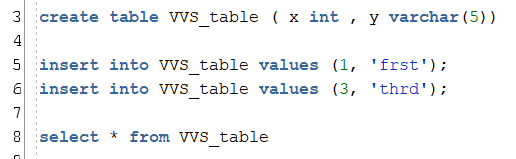 3 create table VVS_table ( x int , y varchar(5))
4
5 insert into VVS_table values (1, 'frst');
6 insert into VVS_table values (3, 'thrd');
7
8 select * from VVS_table